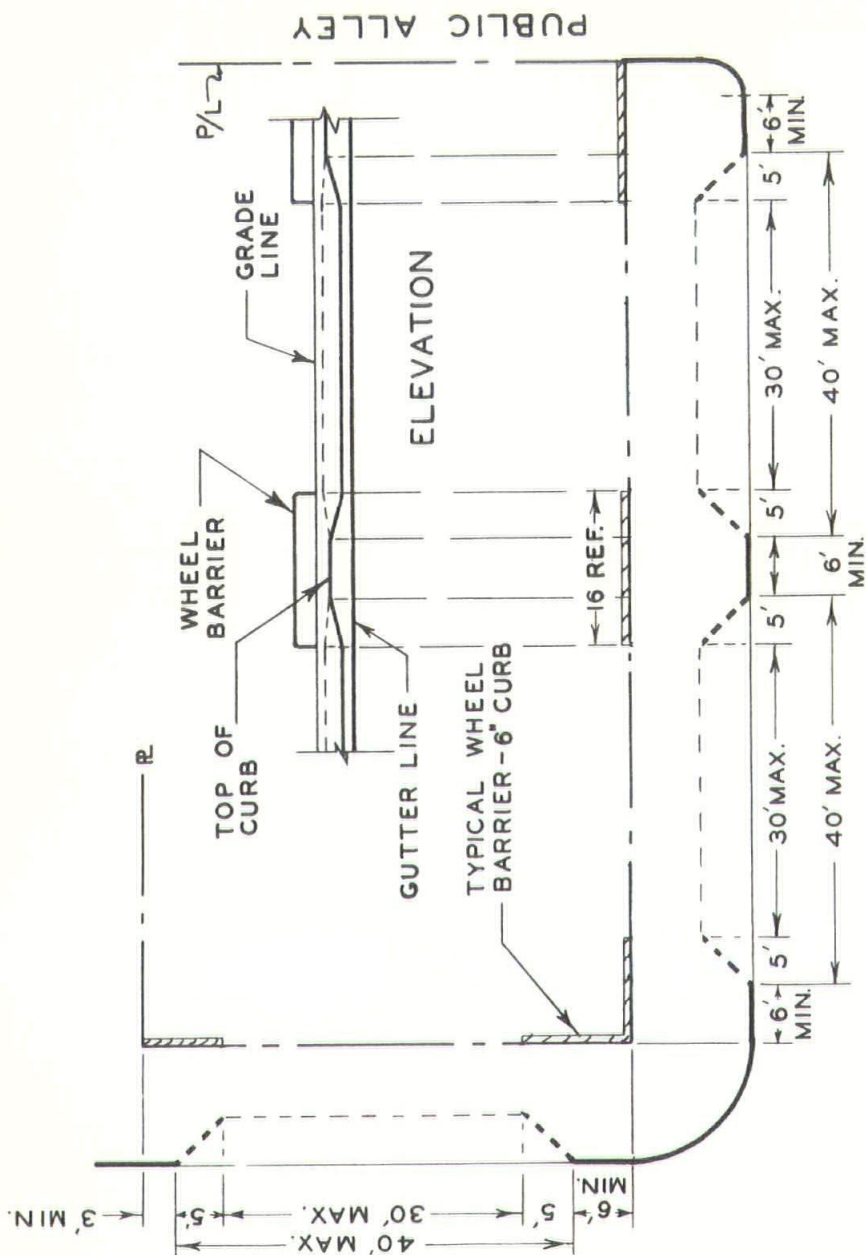 PUBLIC ALLEY
P/L
GRADE
LINE
WHEEL
BARRIER
TOP OF
CURB
ELEVATION
GUTTER LINE
16 REF.
TYPICAL WHEEL
BARRIER-6" CURB
PL
3' MIN.
5'
30' MAX.
40' MAX.
5'
6'
MIN.
6'
MIN.
5'
30' MAX.
40' MAX.
5'
6'
MIN.
5'
30' MAX.
40' MAX.
5'
6'
MIN.